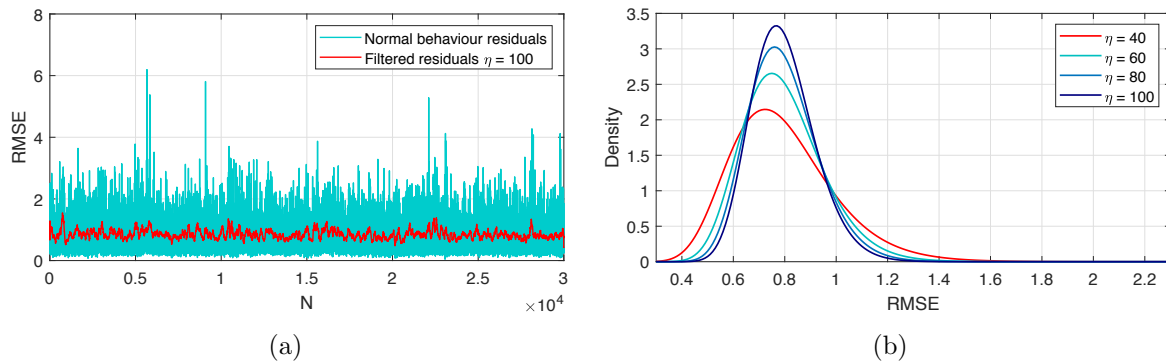 8
6
4
2
0
RMSE
0
0.5
1
1.5
2
2.5
3
N
×10⁴
Normal behaviour residuals
Filtered residuals η = 100
(a)
3.5
3
2.5
2
1.5
1
0.5
0
Density
0.4
0.6
0.8
1
1.2
1.4
1.6
1.8
2
2.2
RMSE
η = 40
η = 60
η = 80
η = 100
(b)